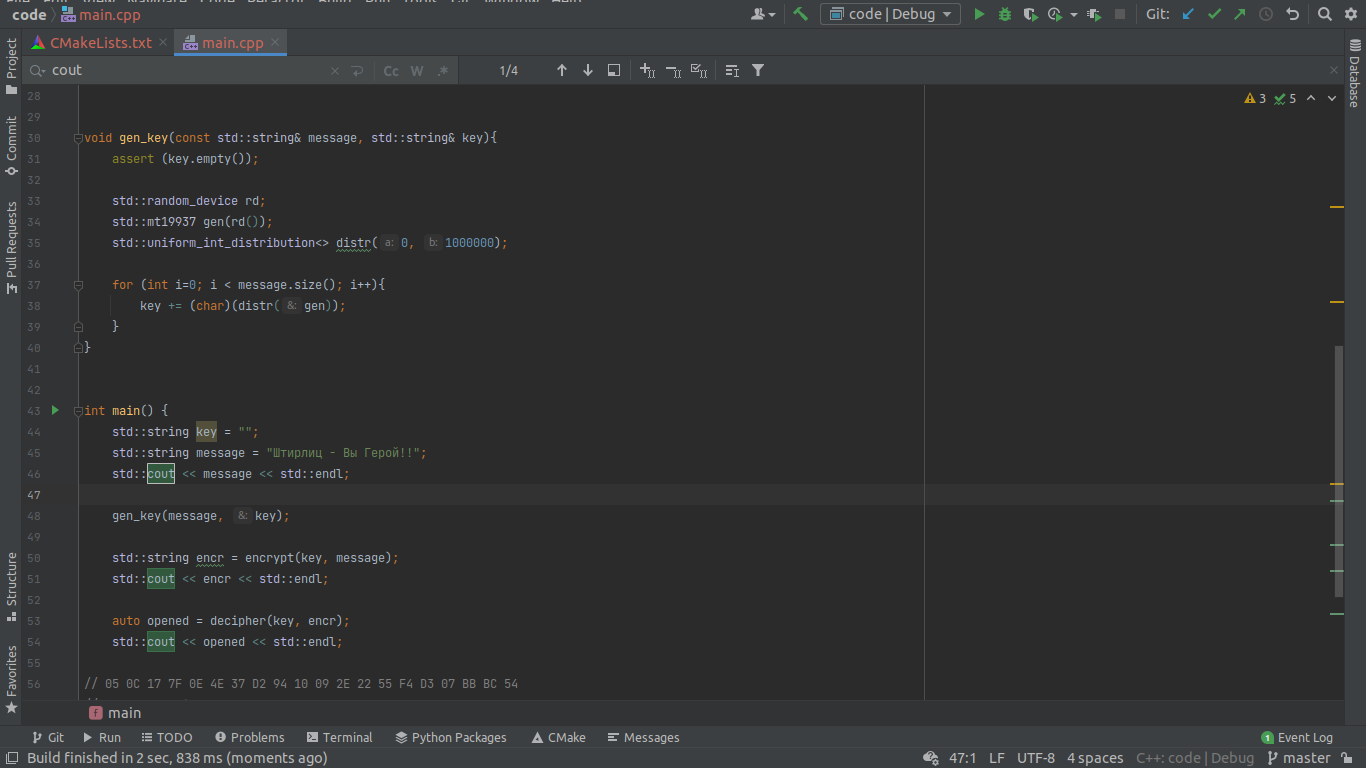 code main.cpp code | Debug Git:
CMakeLists.txt main.cpp
cout Cc W .* 1/4
28 3 5
29
30 void gen_key(const std::string& message, std::string& key){
31 assert (key.empty());
32
33 std::random_device rd;
34 std::mt19937 gen(rd());
35 std::uniform_int_distribution<> distr( a: 0, b: 1000000);
36
37 for (int i=0; i < message.size(); i++){
38 key += (char)(distr( &: gen));
39 }
40 }
41
42
43 int main() {
44 std::string key = "";
45 std::string message = "Штирлиц - Вы Герой!!";
46 std::cout << message << std::endl;
47
48 gen_key(message, &: key);
49
50 std::string encr = encrypt(key, message);
51 std::cout << encr << std::endl;
52
53 auto opened = decipher(key, encr);
54 std::cout << opened << std::endl;
55
56 // 05 0C 17 7F 0E 4E 37 D2 94 10 09 2E 22 55 F4 D3 07 BB BC 54
f main
Git Run TODO Problems Terminal Python Packages CMake Messages 1 Event Log
Build finished in 2 sec, 838 ms (moments ago) 47:1 LF UTF-8 4 spaces C++: code | Debug master
Project
Commit
Pull Requests
Structure
Favorites
Database